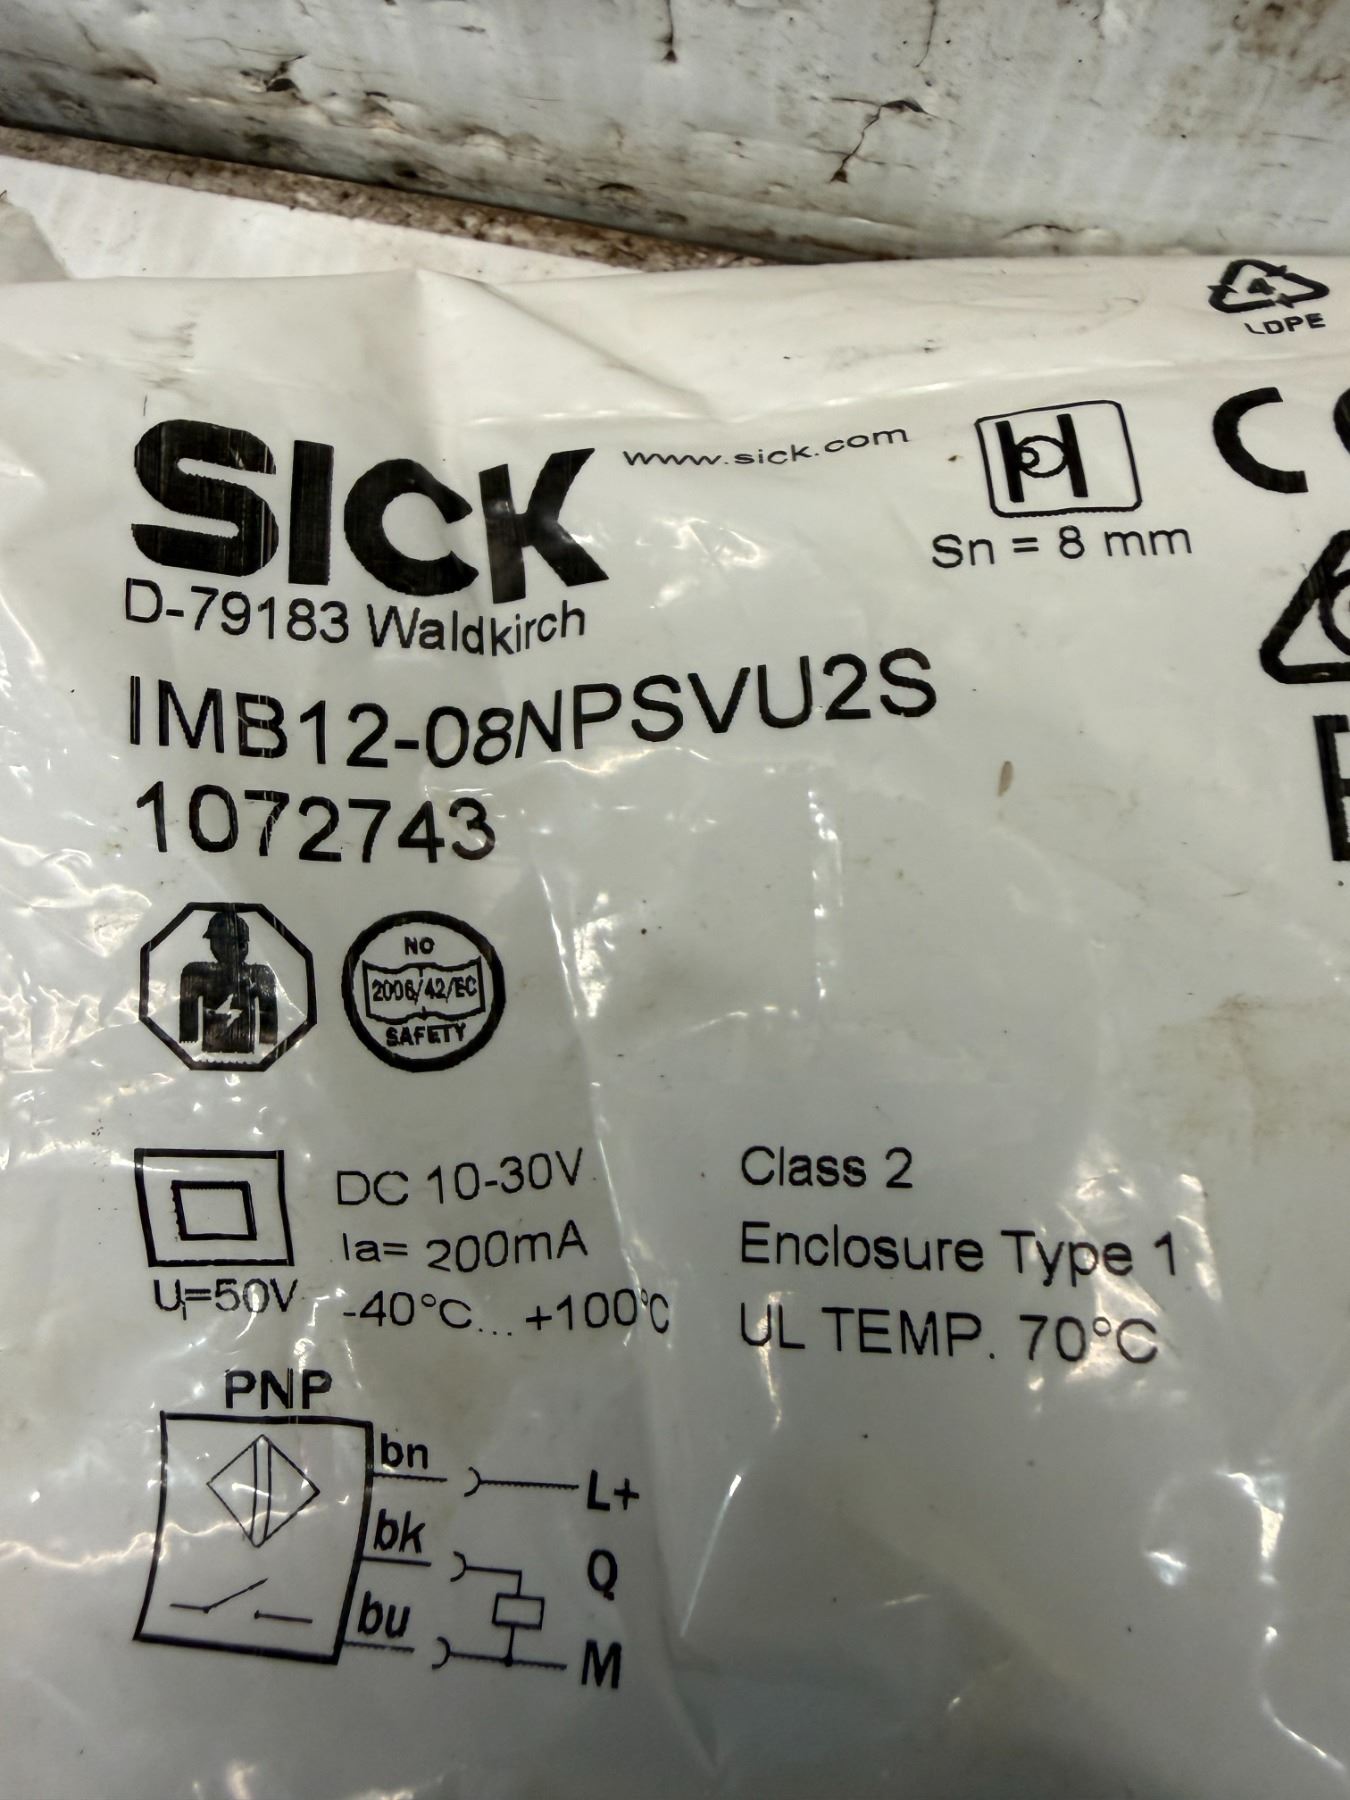 4
LDPE
SICK www.sick.com
Sn = 8 mm
D-79183 Waldkirch
IMB12-08NPSVU2S
1072743
NO
2006/42/EC
SAFETY
DC 10-30V
Ia= 200mA
-40°C... +100°C
Ui=50V
Class 2
Enclosure Type 1
UL TEMP. 70°C
PNP
bn
L+
bk
Q
bu
M